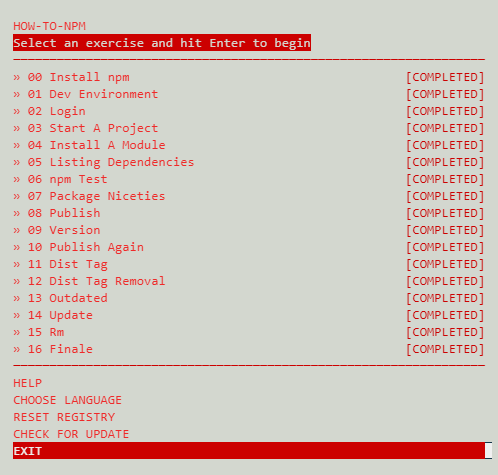 HOW-TO-NPM
Select an exercise and hit Enter to begin
» 00 Install npm [COMPLETED]
» 01 Dev Environment [COMPLETED]
» 02 Login [COMPLETED]
» 03 Start A Project [COMPLETED]
» 04 Install A Module [COMPLETED]
» 05 Listing Dependencies [COMPLETED]
» 06 npm Test [COMPLETED]
» 07 Package Niceties [COMPLETED]
» 08 Publish [COMPLETED]
» 09 Version [COMPLETED]
» 10 Publish Again [COMPLETED]
» 11 Dist Tag [COMPLETED]
» 12 Dist Tag Removal [COMPLETED]
» 13 Outdated [COMPLETED]
» 14 Update [COMPLETED]
» 15 Rm [COMPLETED]
» 16 Finale [COMPLETED]
HELP
CHOOSE LANGUAGE
RESET REGISTRY
CHECK FOR UPDATE
EXIT